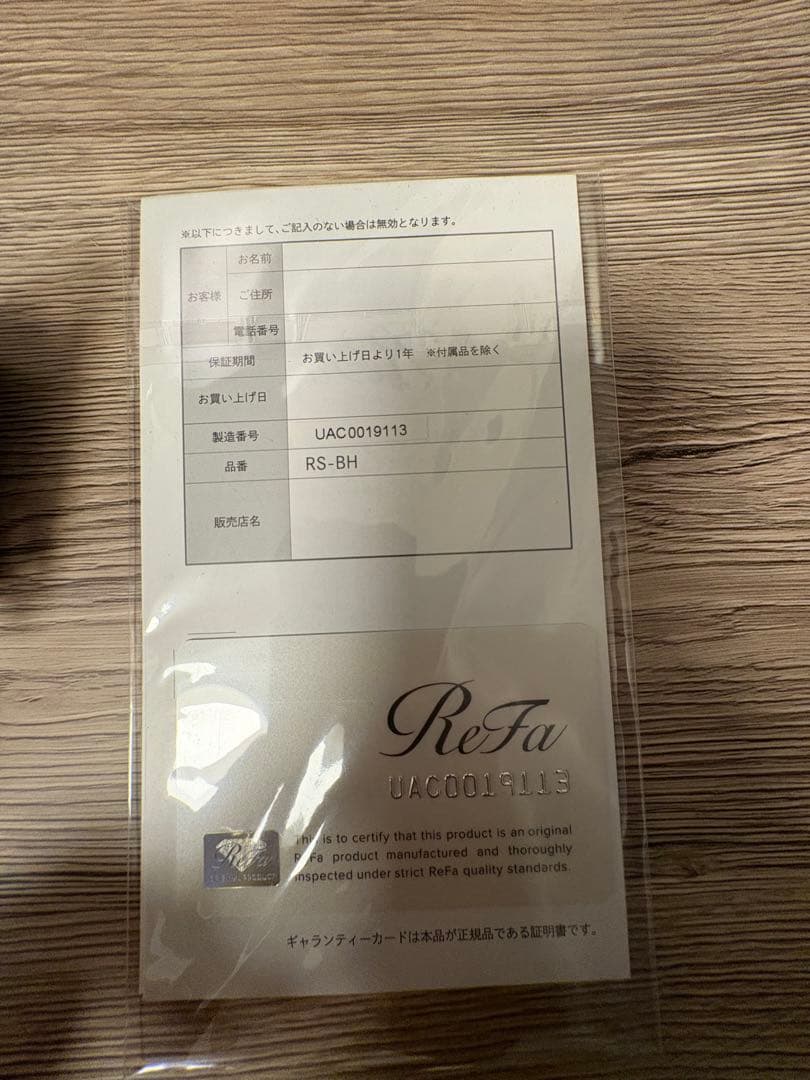 ※以下につきまして、ご記入のない場合は無効となります。
お客様
お名前
ご住所
電話番号
保証期間 お買い上げ日より1年 ※付属品を除く
お買い上げ日
製造番号 UAC0019113
品番 RS-BH
販売店名
ReFa
UAC0019113
This is to certify that this product is an original
ReFa product manufactured and thoroughly
inspected under strict ReFa quality standards.
ReFa
ギャランティーカードは本品が正規品である証明書です。